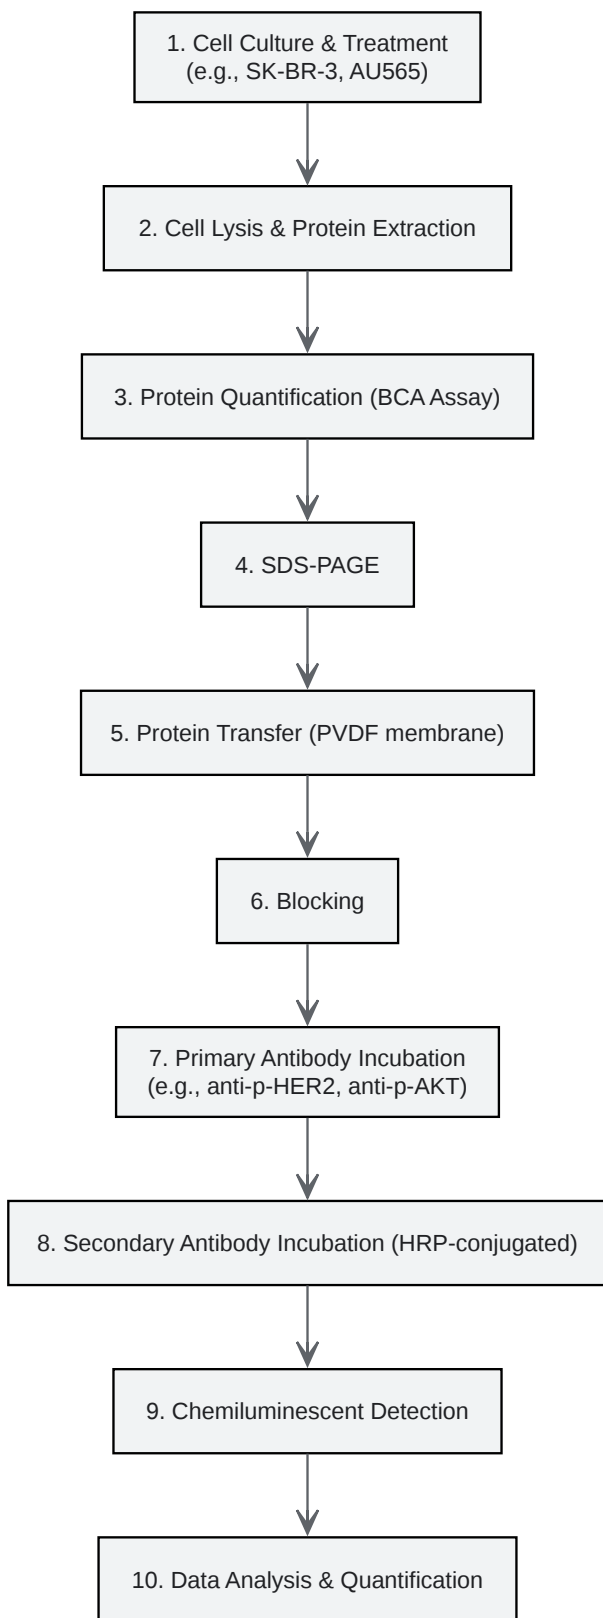 1. Cell Culture & Treatment
(e.g., SK-BR-3, AU565)
2. Cell Lysis & Protein Extraction
3. Protein Quantification (BCA Assay)
4. SDS-PAGE
5. Protein Transfer (PVDF membrane)
6. Blocking
7. Primary Antibody Incubation
(e.g., anti-p-HER2, anti-p-AKT)
8. Secondary Antibody Incubation (HRP-conjugated)
9. Chemiluminescent Detection
10. Data Analysis & Quantification